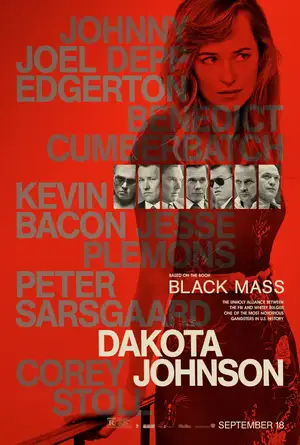 JOHNNY
JOEL DEPP
EDGERTON
BENEDICT
CUMBERBATCH
KEVIN
BACON JESSE
PLEMONS
PETER
SARSGAARD
BASED ON THE BOOK
BLACK MASS
THE UNHOLY ALLIANCE BETWEEN
THE FBI AND WHITEY BULGER
ONE OF THE MOST NOTORIOUS
GANGSTERS IN U.S. HISTORY
DAKOTA
COREY JOHNSON
STOLL
SEPTEMBER 18